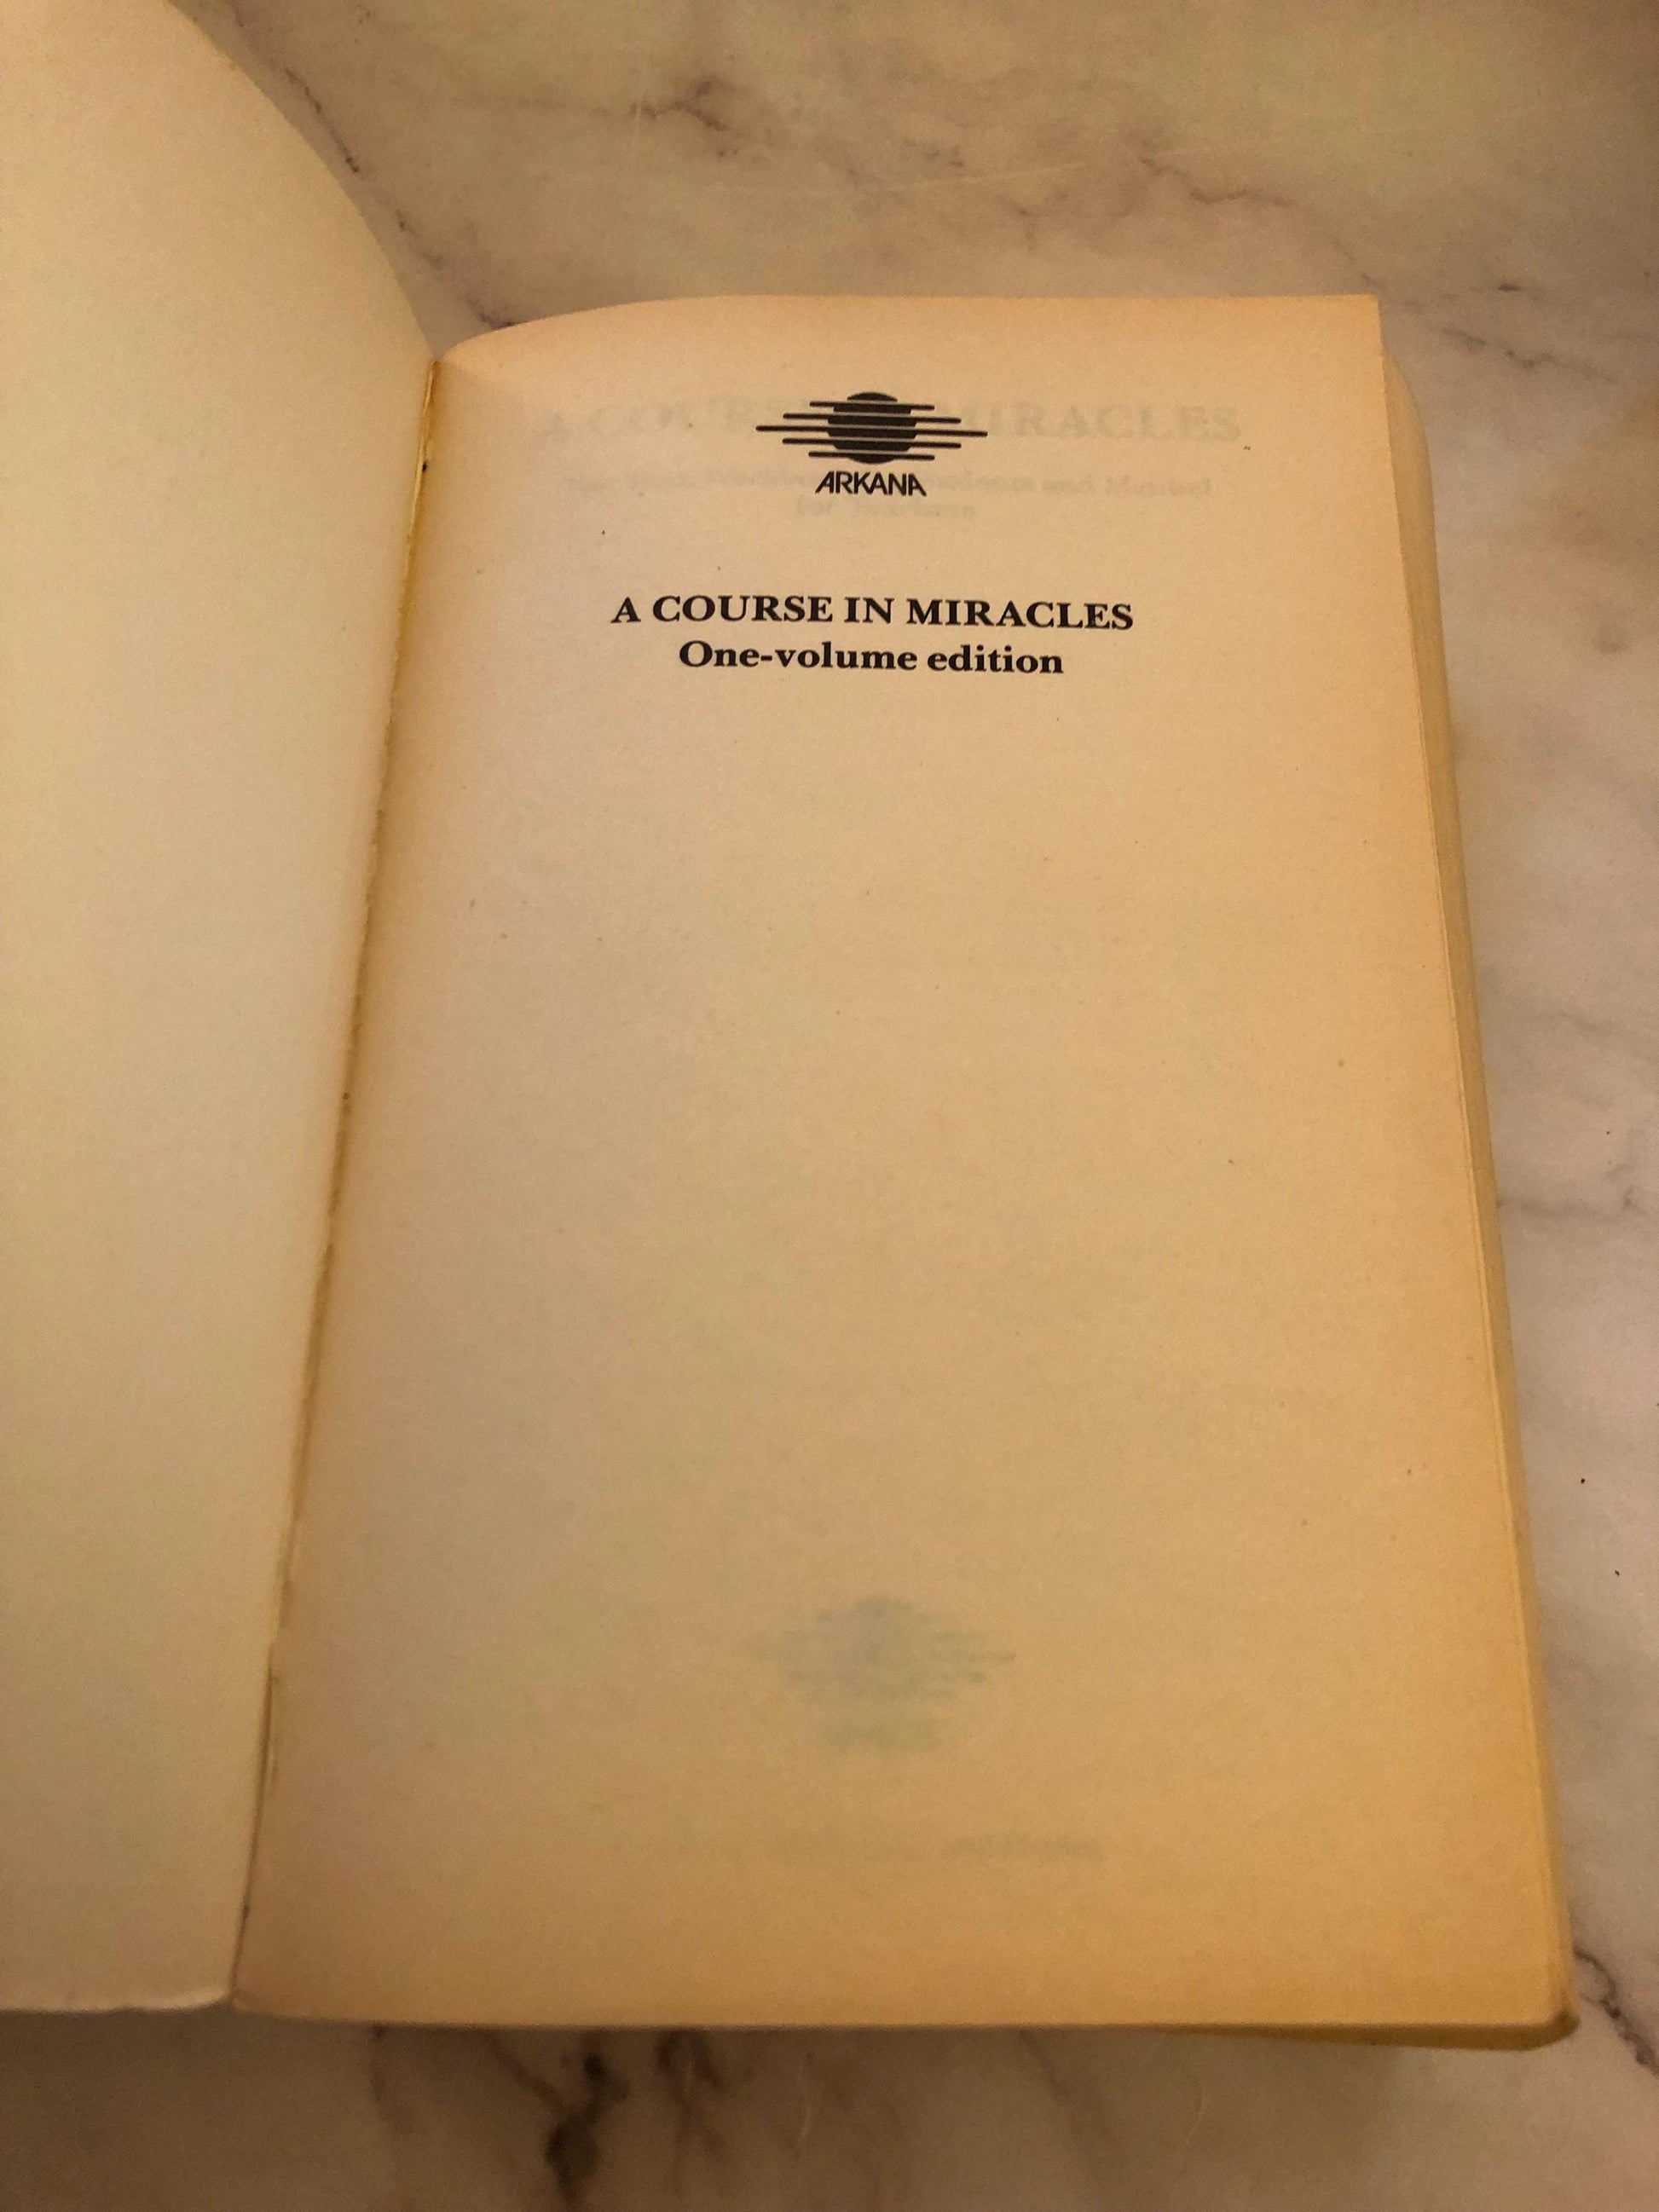 ARKANA
A COURSE IN MIRACLES
One-volume edition